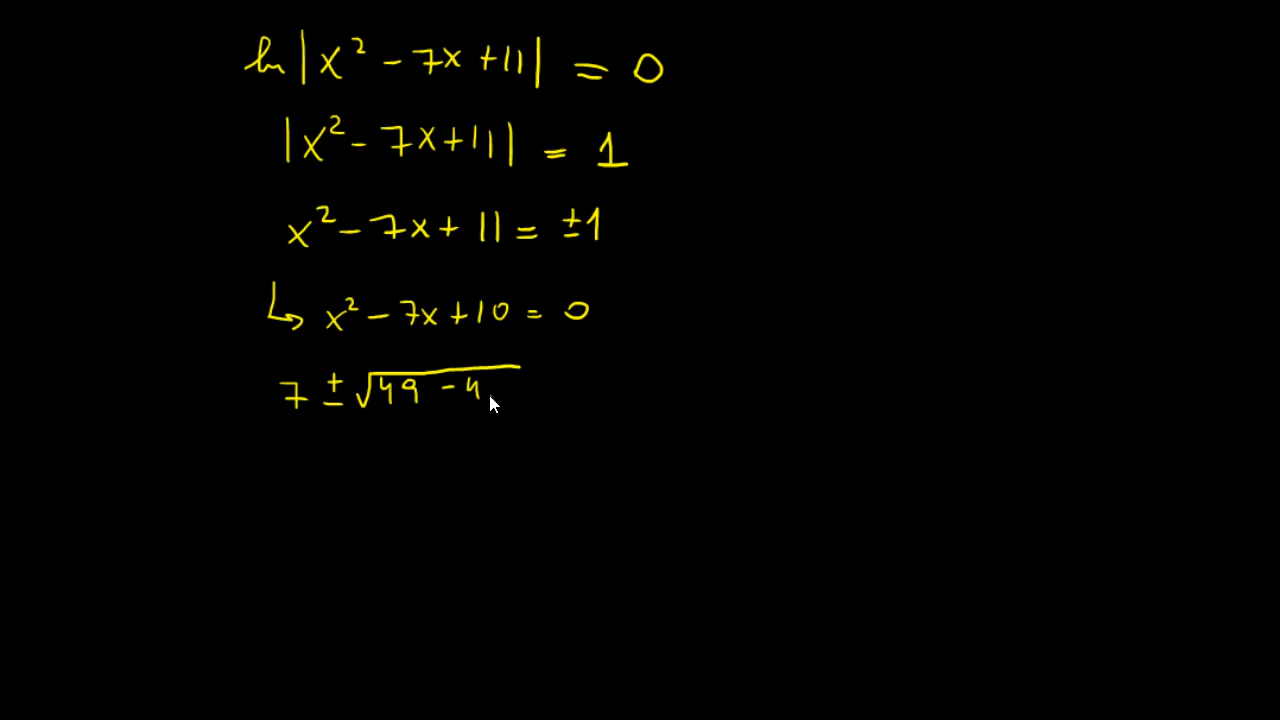 ln|x² - 7x + 11| = 0
|x² - 7x + 11| = 1
x² - 7x + 11 = ±1
↳ x² - 7x + 10 = 0
7 ± √49 - 4